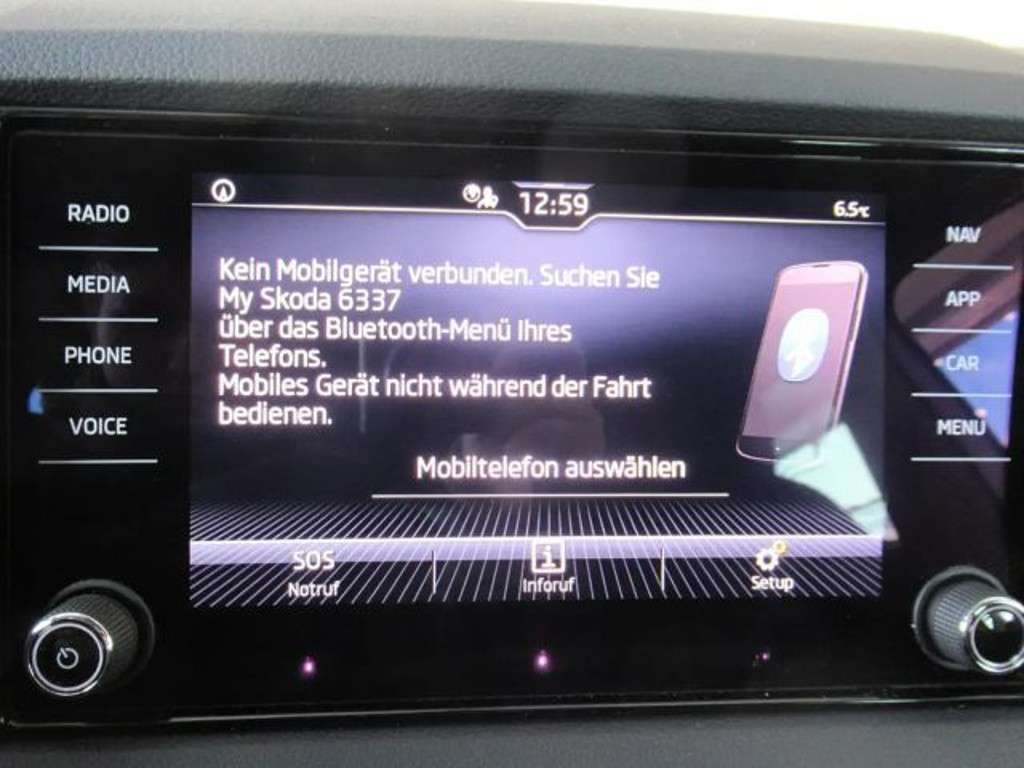 RADIO
MEDIA
PHONE
VOICE
12:59
6.5°C
Kein Mobilgerät verbunden. Suchen Sie
My Skoda 6337
über das Bluetooth-Menü Ihres
Telefons.
Mobiles Gerät nicht während der Fahrt
bedienen.
Mobiltelefon auswählen
SOS
Notruf
i
Inforuf
Setup
NAV
APP
CAR
MENU